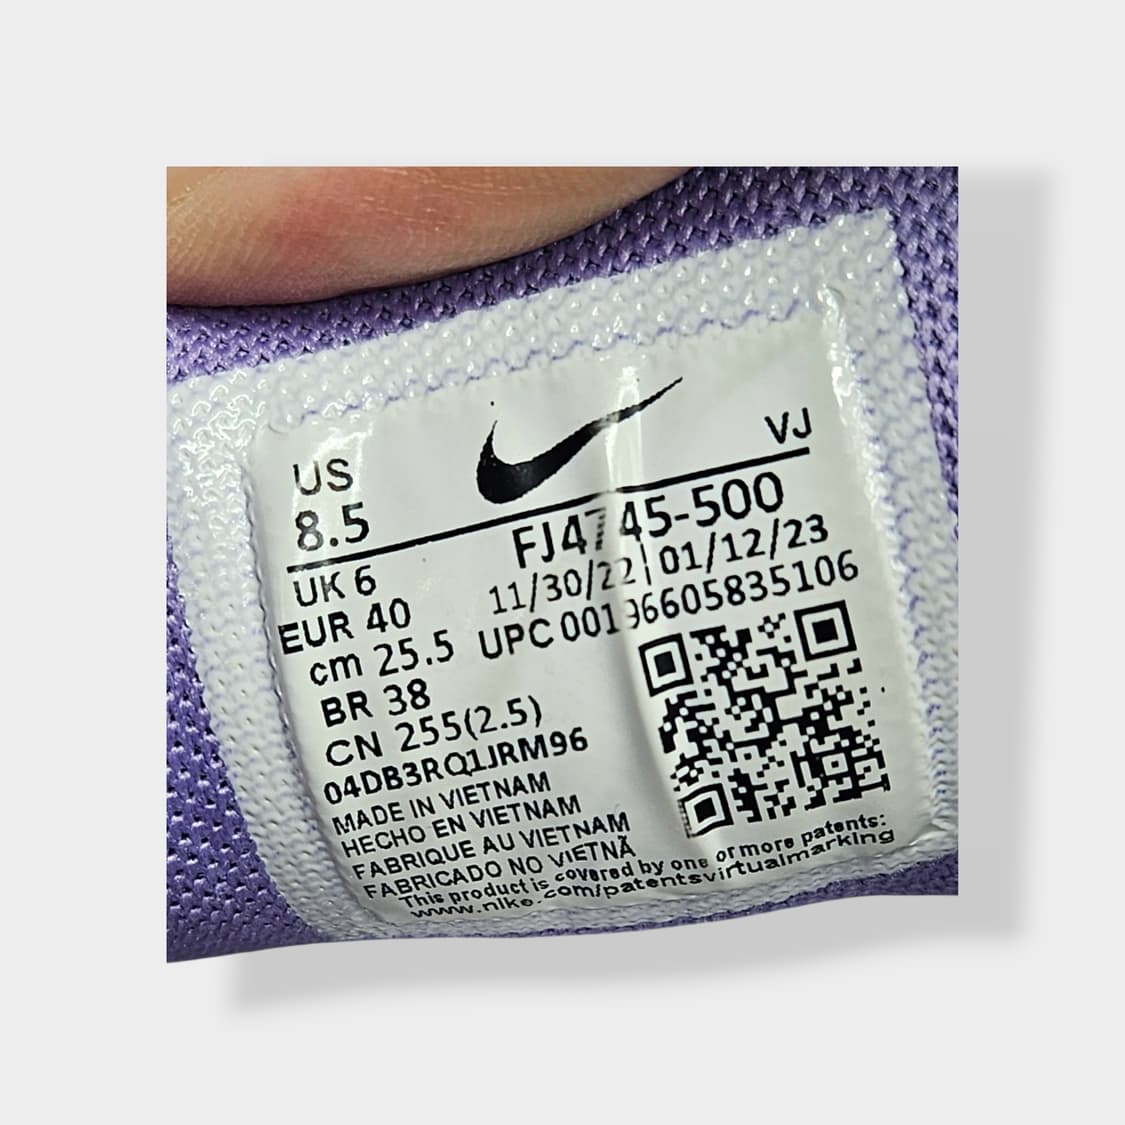 VJ
US
8.5
FJ4745-500
11/30/22|01/12/23
UPC 00196605835106
UK 6
EUR 40
cm 25.5
BR 38
CN 255(2.5)
04DB3RQ1JRM96
MADE IN VIETNAM
HECHO EN VIETNAM
FABRIQUE AU VIETNAM
FABRICADO NO VIETNÃ
This product is covered by one or more patents:
www.nike.com/patentsvirtualmarking